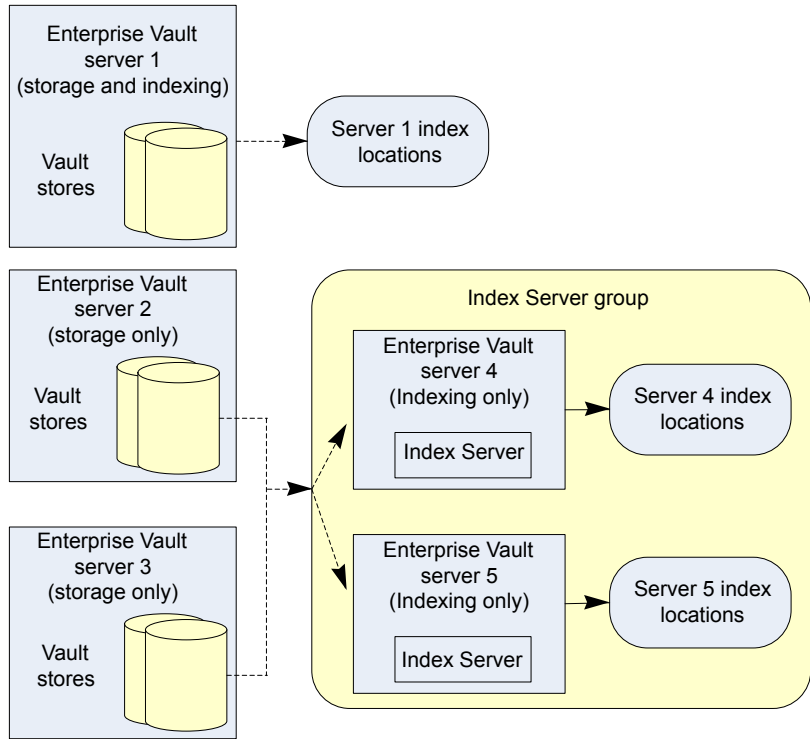 Enterprise Vault
server 1
(storage and indexing)
Vault
stores
Server 1 index
locations
Enterprise Vault
server 2
(storage only)
Vault
stores
Index Server group
Enterprise Vault
server 4
(Indexing only)
Index Server
Server 4 index
locations
Enterprise Vault
server 3
(storage only)
Vault
stores
Enterprise Vault
server 5
(Indexing only)
Index Server
Server 5 index
locations